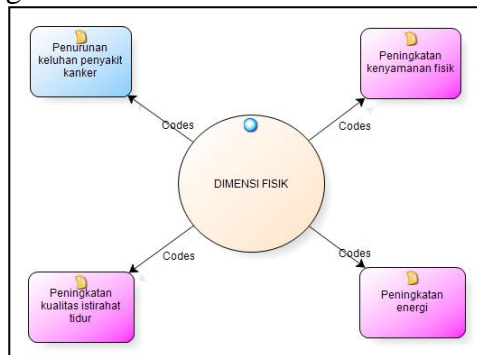 Penurunan
keluhan penyakit
kanker
Peningkatan
kenyamanan fisik
Codes
Codes
DIMENSI FISIK
Codes
Codes
Peningkatan
kualitas istirahat
tidur
Peningkatan
energi